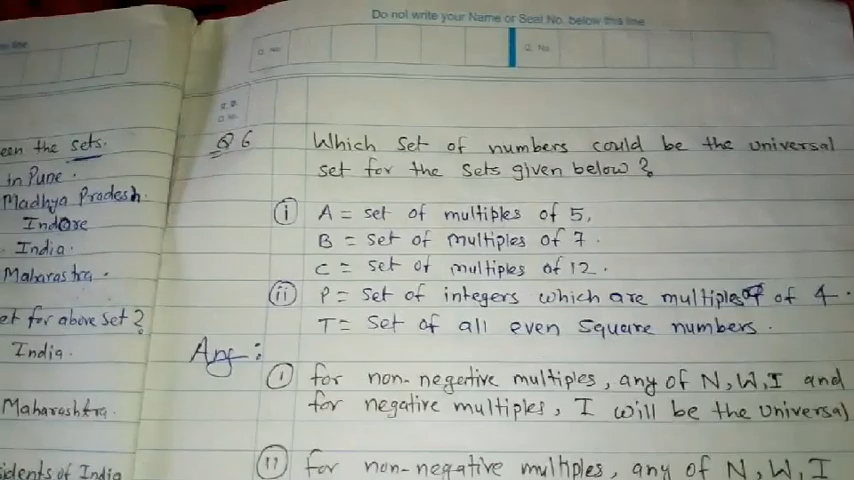 Do not write your Name or Seat No. below this line
Q. No.
Q. No.
Q. B.
Q. No.
een the sets.
in Pune.
Madhya Pradesh.
Indore
India.
Maharastra.
et for above set?
India.
Maharashtra.
idents of India
Q 6
Which set of numbers could be the universal
set for the sets given below?
(i) A = set of multiples of 5,
B = set of multiples of 7.
C = set of multiples of 12.
(ii) P = set of integers which are multiples of 4.
T = set of all even square numbers.
Ans:
(i) for non-negative multiples, any of N, W, I and
for negative multiples, I will be the universal
(ii) for non-negative multiples, any of N, W, I